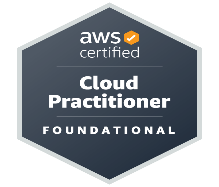 aws
certified
Cloud
Practitioner
FOUNDATIONAL